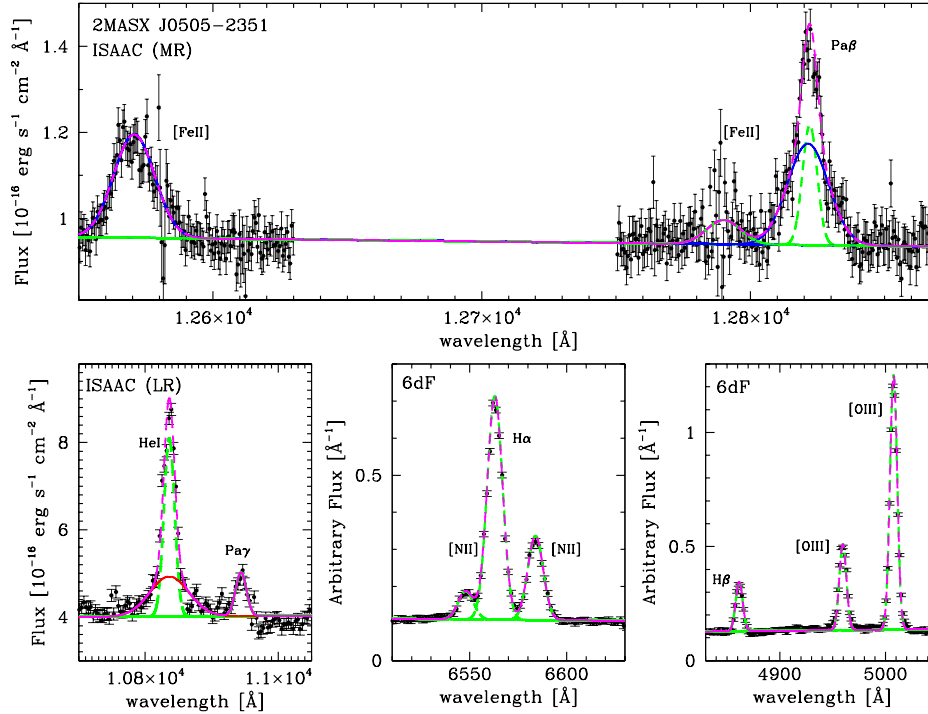 2MASX J0505−2351
ISAAC (MR)
Paβ
[FeII]
[FeII]
1.4
1.2
1
Flux [10⁻¹⁶ erg s⁻¹ cm⁻² Å⁻¹]
1.26×10⁴
1.27×10⁴
1.28×10⁴
wavelength [Å]
ISAAC (LR)
HeI
Paγ
8
6
4
Flux [10⁻¹⁶ erg s⁻¹ cm⁻² Å⁻¹]
1.08×10⁴
1.1×10⁴
wavelength [Å]
6dF
Hα
[NII]
[NII]
0.5
0
Arbitrary Flux [Å⁻¹]
6550
6600
wavelength [Å]
6dF
[OIII]
[OIII]
Hβ
1
0.5
0
Arbitrary Flux [Å⁻¹]
4900
5000
wavelength [Å]